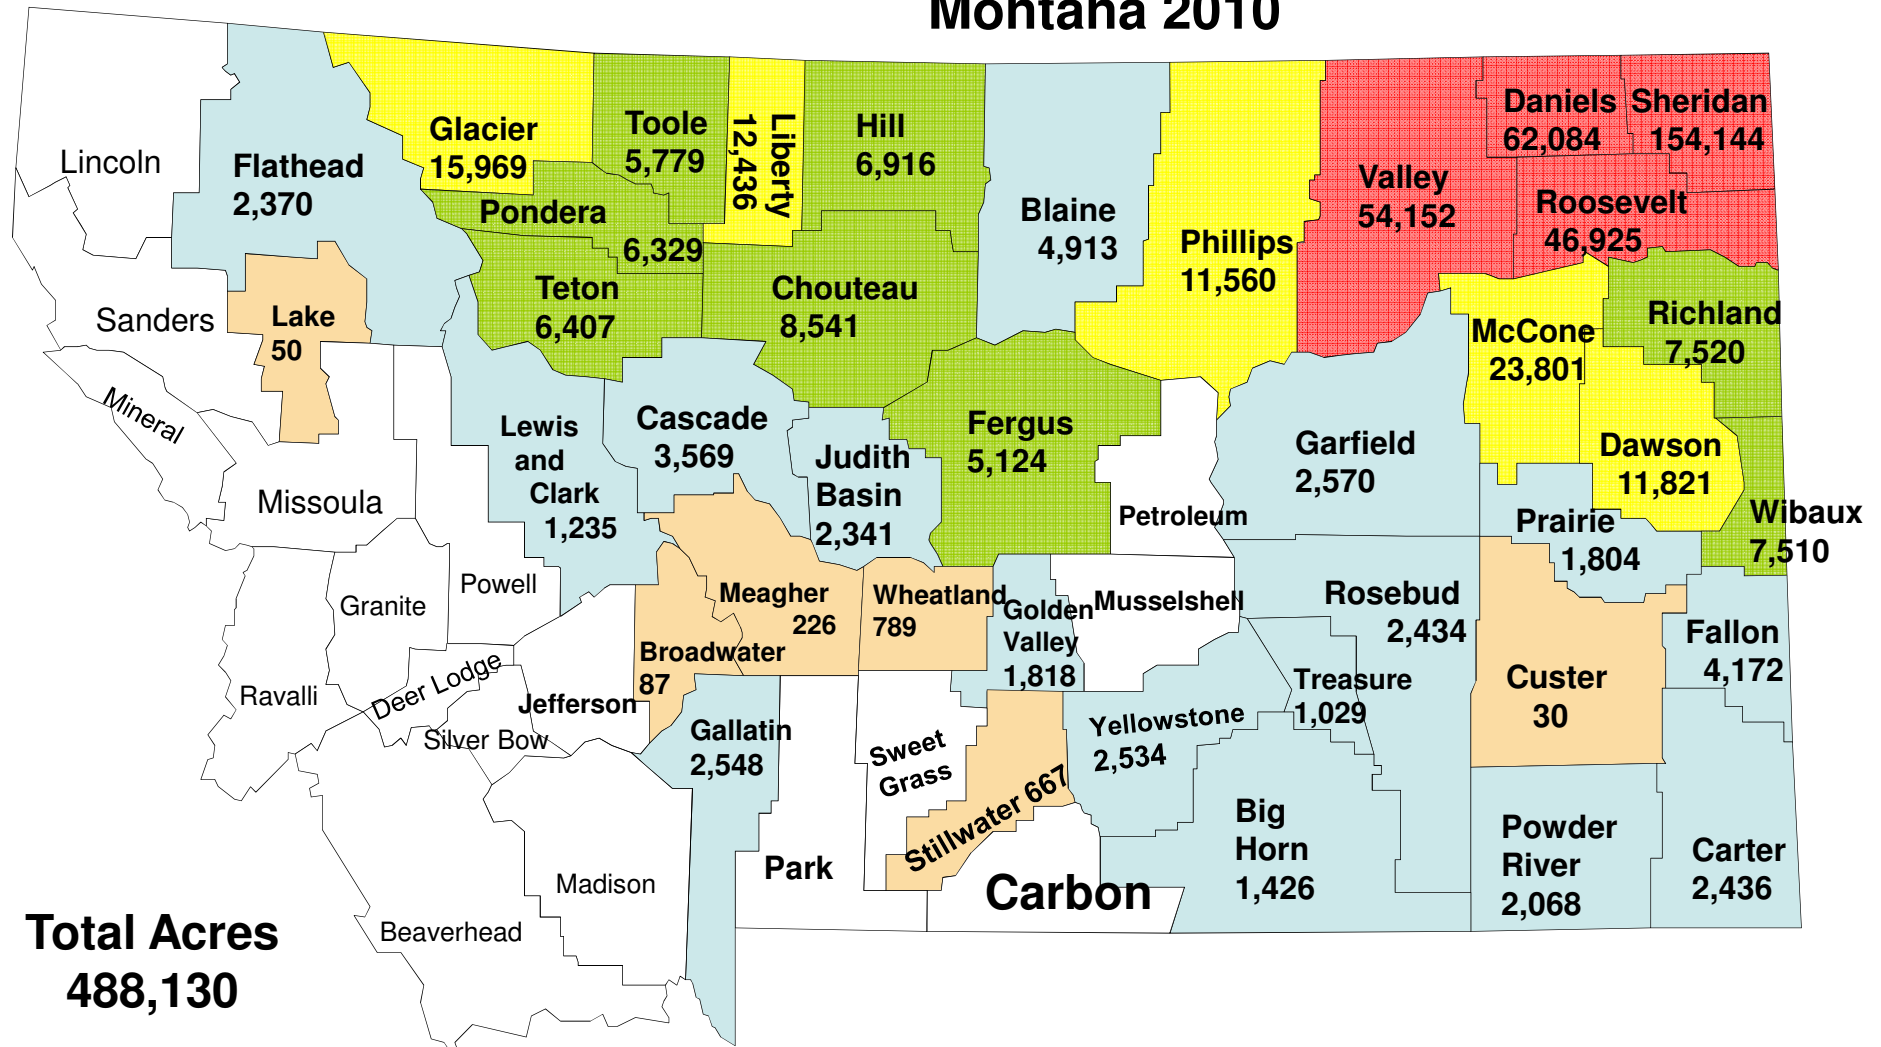 Montana 2010
Lincoln
Flathead
2,370
Glacier
15,969
Toole
5,779
Liberty
12,436
Hill
6,916
Blaine
4,913
Phillips
11,560
Valley
54,152
Daniels
62,084
Sheridan
154,144
Roosevelt
46,925
Pondera
6,329
Sanders
Lake
50
Teton
6,407
Chouteau
8,541
McCone
23,801
Richland
7,520
Mineral
Missoula
Lewis
and
Clark
1,235
Cascade
3,569
Judith
Basin
2,341
Fergus
5,124
Petroleum
Garfield
2,570
Dawson
11,821
Prairie
1,804
Wibaux
7,510
Powell
Granite
Ravalli
Deer Lodge
Silver Bow
Jefferson
Broadwater
87
Meagher
226
Wheatland
789
Golden
Valley
1,818
Musselshell
Rosebud
2,434
Treasure
1,029
Custer
30
Fallon
4,172
Gallatin
2,548
Sweet
Grass
Stillwater 667
Yellowstone
2,534
Big
Horn
1,426
Powder
River
2,068
Carter
2,436
Park
Carbon
Madison
Beaverhead
Total Acres
488,130